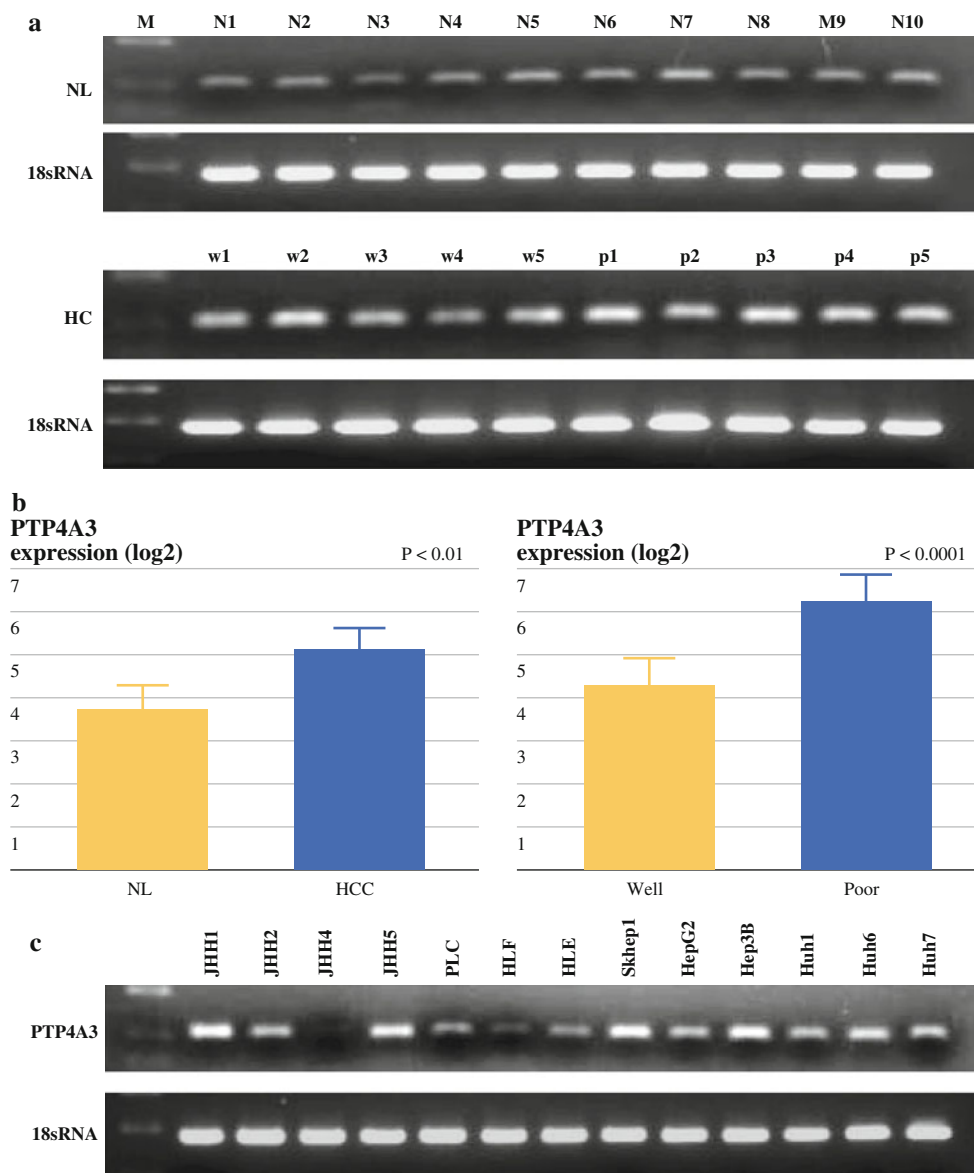 a
M N1 N2 N3 N4 N5 N6 N7 N8 M9 N10
NL
18sRNA
w1 w2 w3 w4 w5 p1 p2 p3 p4 p5
HC
18sRNA
b
PTP4A3
expression (log2) P < 0.01
7
6
5
4
3
2
1
NL HCC
PTP4A3
expression (log2) P < 0.0001
7
6
5
4
3
2
1
Well Poor
c
JHH1 JHH2 JHH4 JHH5 PLC HLF HLE Skhep1 HepG2 Hep3B Huh1 Huh6 Huh7
PTP4A3
18sRNA